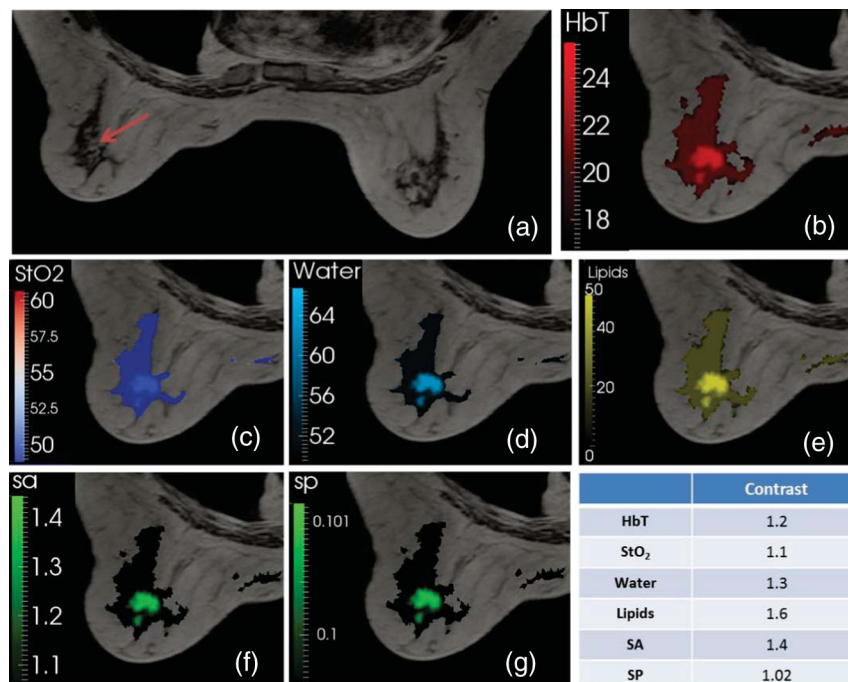 (a)
HbT
24
22
20
18
(b)
StO2
60
57.5
55
52.5
50
(c)
Water
64
60
56
52
(d)
Lipids
50
40
20
0
(e)
sa
1.4
1.3
1.2
1.1
(f)
sp
0.101
0.1
(g)
Contrast
HbT 1.2
StO₂ 1.1
Water 1.3
Lipids 1.6
SA 1.4
SP 1.02